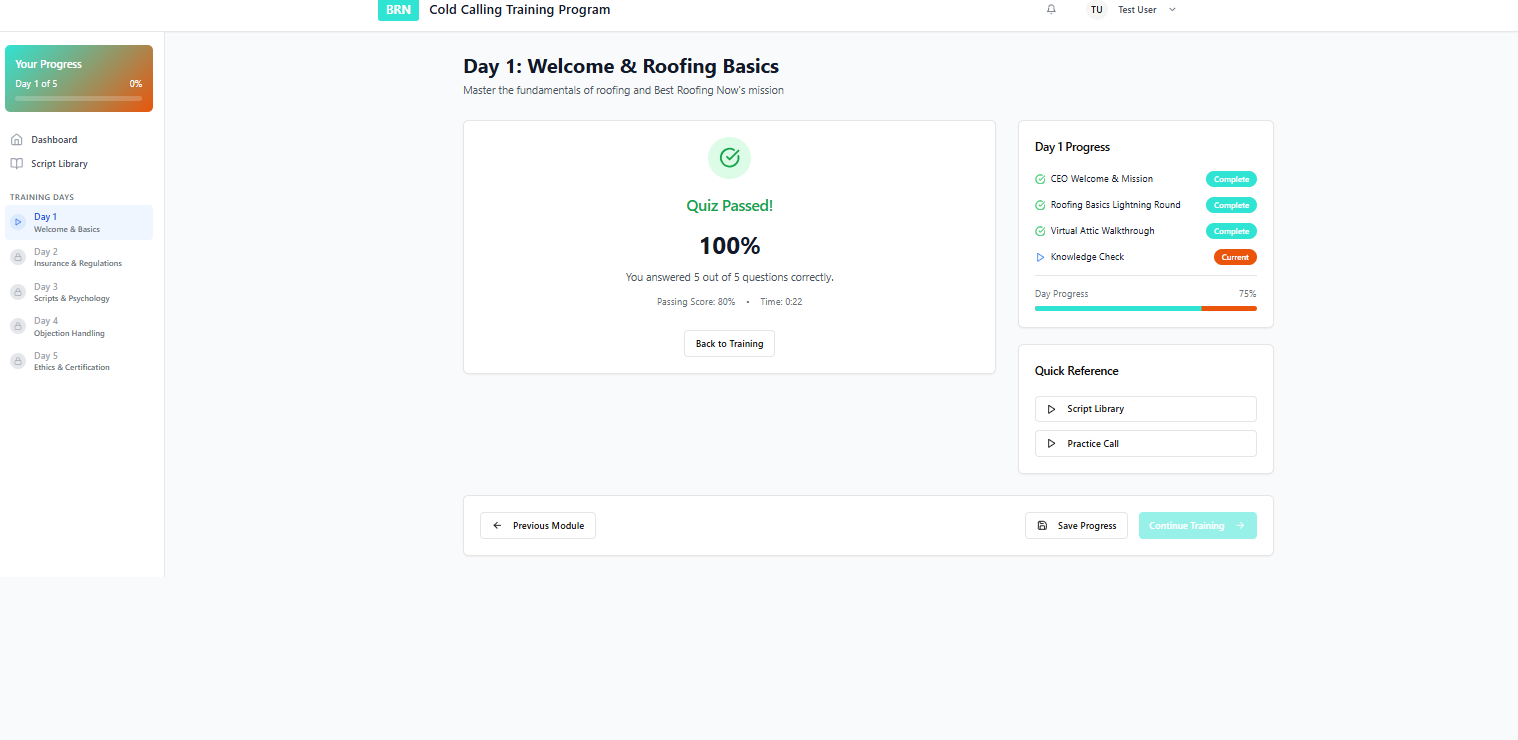 BRN Cold Calling Training Program
TU Test User
Your Progress
Day 1 of 5 0%
Dashboard
Script Library
TRAINING DAYS
Day 1
Welcome & Basics
Day 2
Insurance & Regulations
Day 3
Scripts & Psychology
Day 4
Objection Handling
Day 5
Ethics & Certification
Day 1: Welcome & Roofing Basics
Master the fundamentals of roofing and Best Roofing Now's mission
Quiz Passed!
100%
You answered 5 out of 5 questions correctly.
Passing Score: 80% • Time: 0:22
Back to Training
Day 1 Progress
CEO Welcome & Mission Complete
Roofing Basics Lightning Round Complete
Virtual Attic Walkthrough Complete
Knowledge Check Current
Day Progress 75%
Quick Reference
Script Library
Practice Call
Previous Module
Save Progress
Continue Training